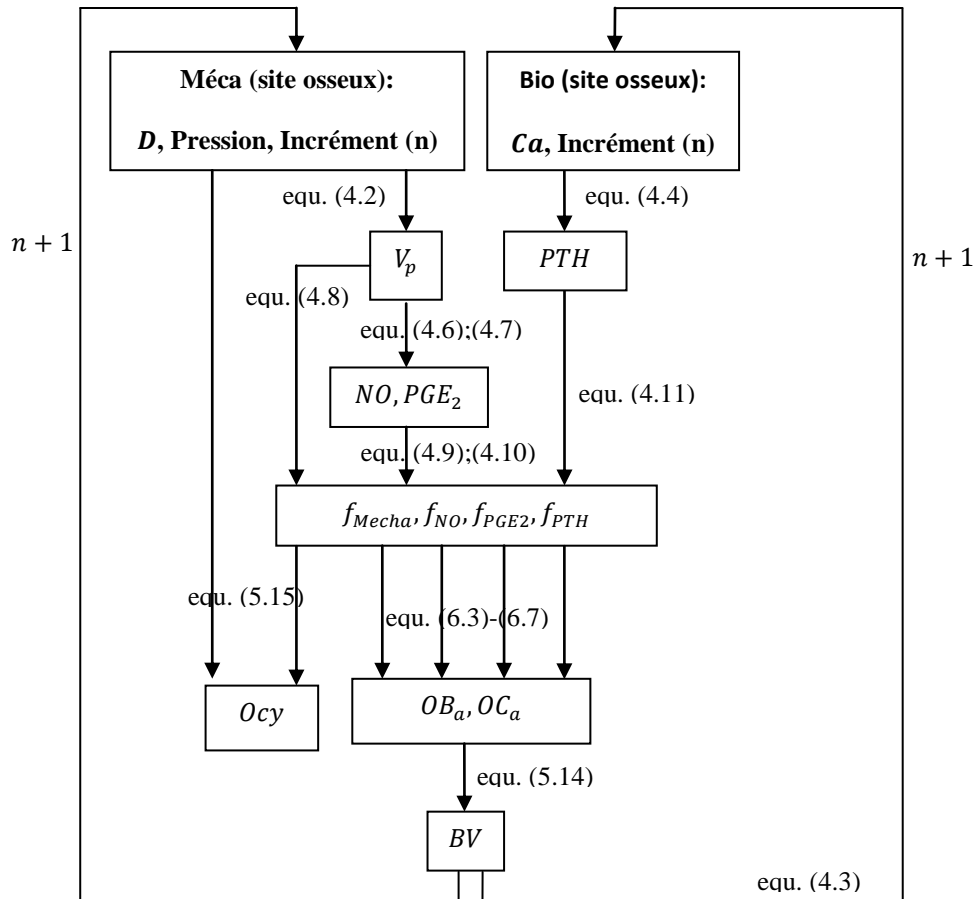 Méca (site osseux):
D, Pression, Incrément (n)
Bio (site osseux):
Ca, Incrément (n)
equ. (4.2)
equ. (4.4)
n + 1
n + 1
V_p
PTH
equ. (4.8)
equ. (4.6);(4.7)
NO, PGE_2
equ. (4.11)
equ. (4.9);(4.10)
f_Mecha, f_NO, f_PGE2, f_PTH
equ. (5.15)
equ. (6.3)-(6.7)
Ocy
OB_a, OC_a
equ. (5.14)
BV
equ. (4.3)